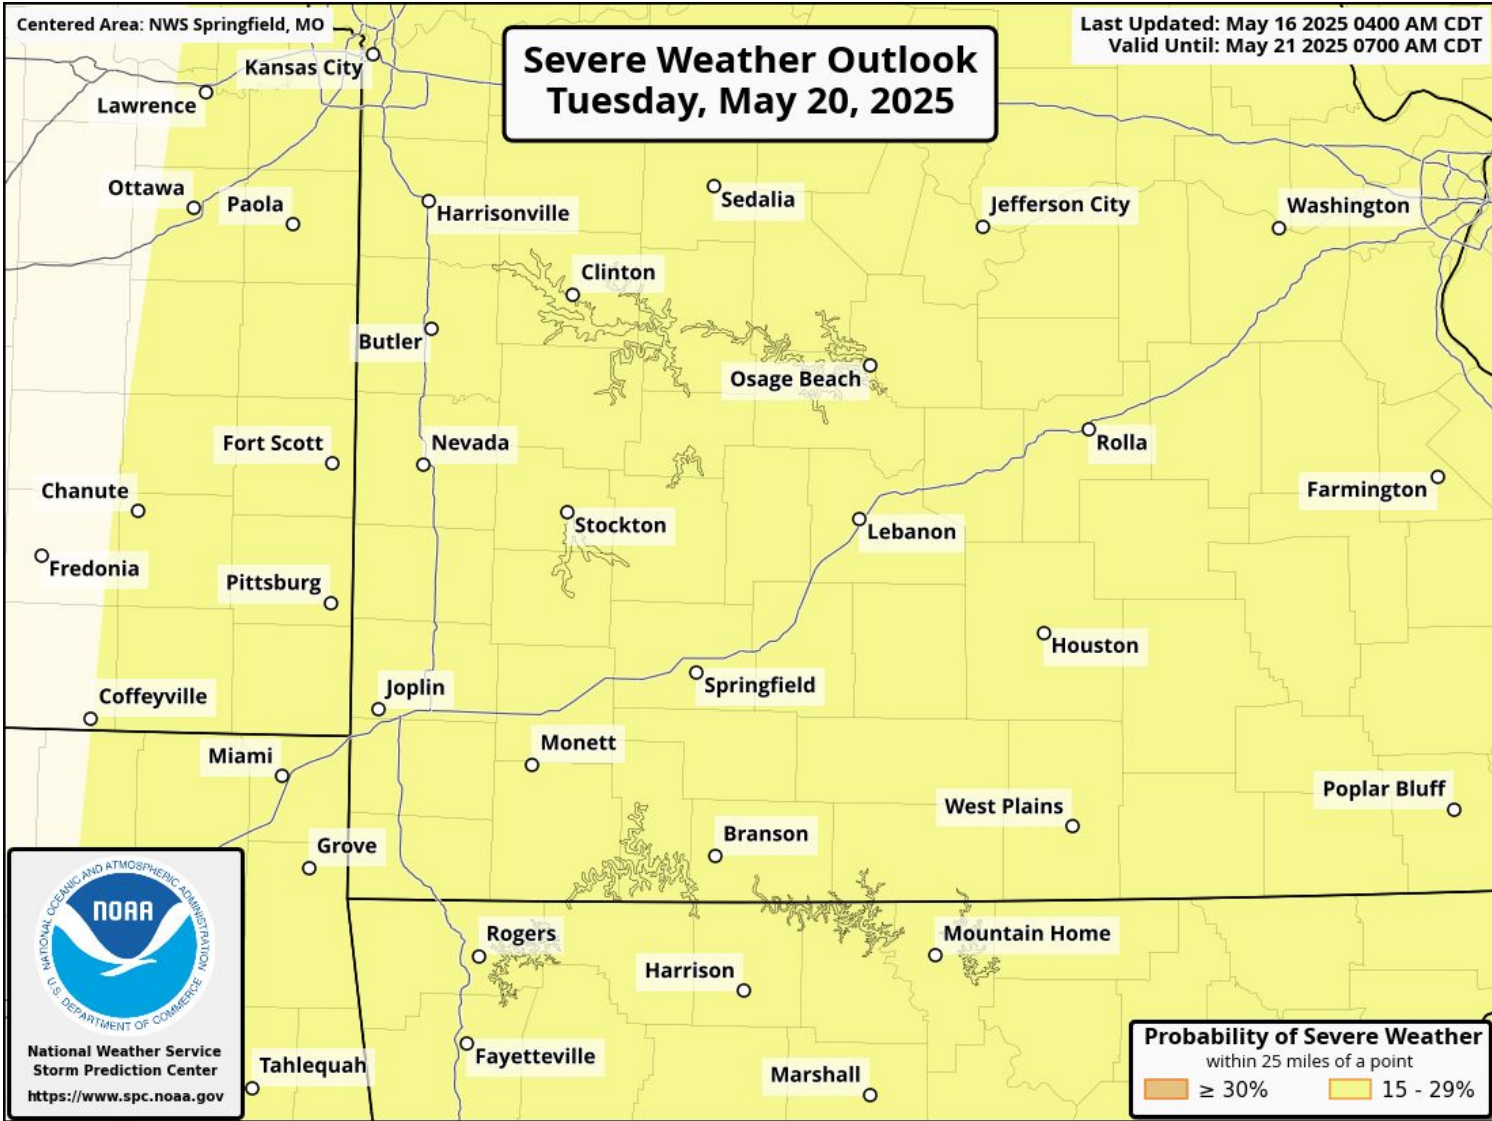 Centered Area: NWS Springfield, MO
Severe Weather Outlook
Tuesday, May 20, 2025
Last Updated: May 16 2025 0400 AM CDT
Valid Until: May 21 2025 0700 AM CDT
Kansas City
Lawrence
Ottawa
Paola
Harrisonville
Sedalia
Jefferson City
Washington
Clinton
Butler
Osage Beach
Fort Scott
Nevada
Rolla
Chanute
Farmington
Stockton
Lebanon
Fredonia
Pittsburg
Houston
Coffeyville
Joplin
Springfield
Miami
Monett
Poplar Bluff
West Plains
Branson
Grove
Rogers
Mountain Home
Harrison
Fayetteville
Tahlequah
Marshall
NATIONAL OCEANIC AND ATMOSPHERIC ADMINISTRATION
NOAA
U.S. DEPARTMENT OF COMMERCE
National Weather Service
Storm Prediction Center
https://www.spc.noaa.gov
Probability of Severe Weather
within 25 miles of a point
≥ 30%
15 - 29%